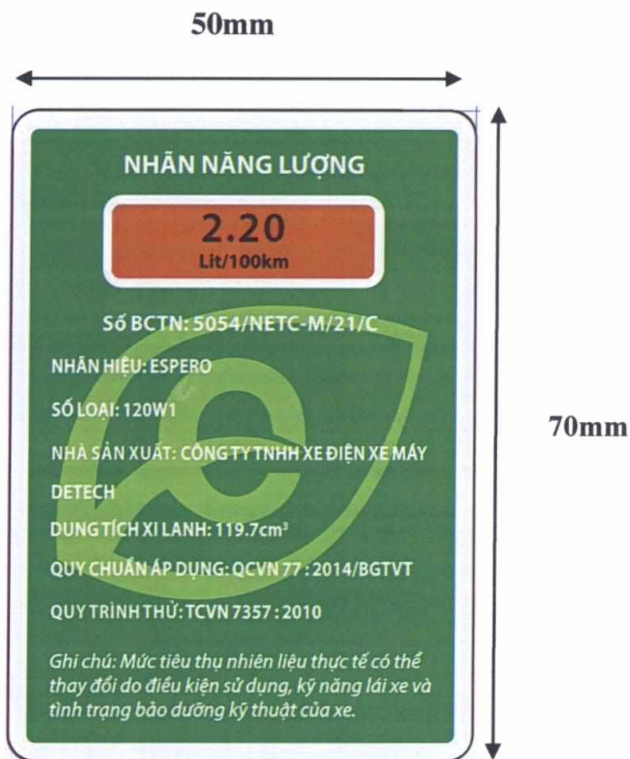 50mm
NHÃN NĂNG LƯỢNG
2.20
Lit/100km
Số BCTN: 5054/NETC-M/21/C
NHÃN HIỆU: ESPERO
SỐ LOẠI: 120W1
70mm
NHÀ SẢN XUẤT: CÔNG TY TNHH XE ĐIỆN XE MÁY
DETECH
DUNG TÍCH XI LANH: 119.7cm³
QUY CHUẨN ÁP DỤNG: QCVN 77 : 2014/BGTVT
QUY TRÌNH THỬ: TCVN 7357 : 2010
Ghi chú: Mức tiêu thụ nhiên liệu thực tế có thể
thay đổi do điều kiện sử dụng, kỹ năng lái xe và
tình trạng bảo dưỡng kỹ thuật của xe.